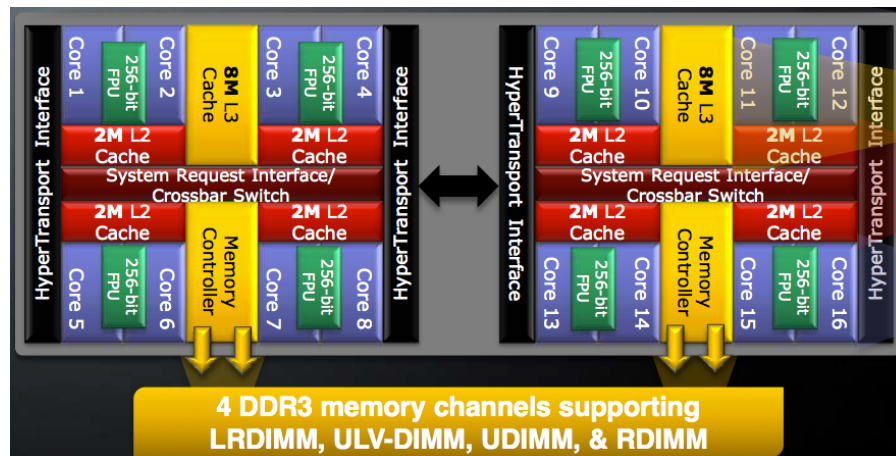 HyperTransport Interface
Core 1
256-bit
FPU
Core 2
8M L3
Cache
Core 3
256-bit
FPU
Core 4
HyperTransport Interface
2M L2
Cache
2M L2
Cache
System Request Interface/
Crossbar Switch
2M L2
Cache
2M L2
Cache
Core 5
256-bit
FPU
Core 6
Memory
Controller
Core 7
256-bit
FPU
Core 8
HyperTransport Interface
Core 9
256-bit
FPU
Core 10
8M L3
Cache
Core 11
256-bit
FPU
Core 12
HyperTransport Interface
2M L2
Cache
2M L2
Cache
System Request Interface/
Crossbar Switch
2M L2
Cache
2M L2
Cache
Core 13
256-bit
FPU
Core 14
Memory
Controller
Core 15
256-bit
FPU
Core 16
4 DDR3 memory channels supporting
LRDIMM, ULV-DIMM, UDIMM, & RDIMM